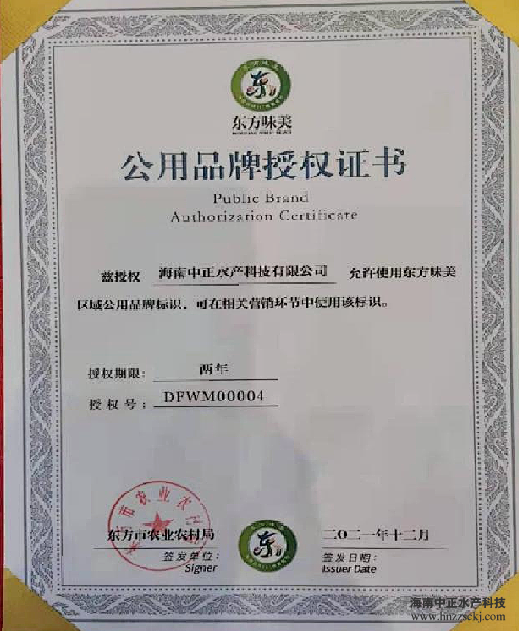 东方味美
公用品牌授权证书
Public Brand
Authorization Certificate
兹授权 海南中正水产科技有限公司 允许使用东方味美
区域公用品牌标识，可在相关营销环节中使用该标识。
授权期限： 两年
授权号： DFWM00004
东方市农业农村局 二〇二一年十二月
签发单位： 签发日期：
Signer Issuer Date
海南中正水产科技
www.hnzzsckj.com